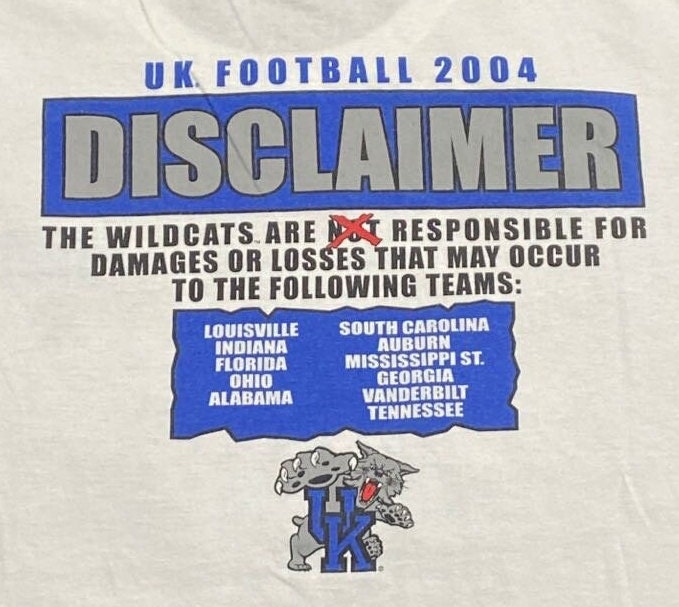 UK FOOTBALL 2004
DISCLAIMER
THE WILDCATS™ ARE NOT RESPONSIBLE FOR
DAMAGES OR LOSSES THAT MAY OCCUR
TO THE FOLLOWING TEAMS:
LOUISVILLE
INDIANA
FLORIDA
OHIO
ALABAMA
SOUTH CAROLINA
AUBURN
MISSISSIPPI ST.
GEORGIA
VANDERBILT
TENNESSEE
UK®